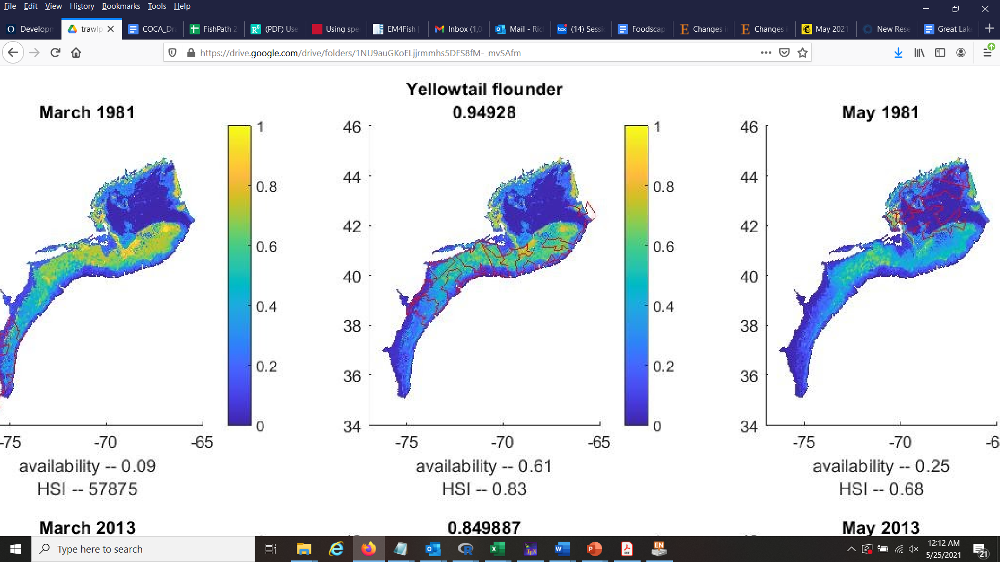 File Edit View History Bookmarks Tools Help
Developm
trawlp
COCA_Dra
FishPath 2
(PDF) Use
Using spe
EM4Fish |
Inbox (1,0
Mail - Ric
(14) Sessio
Foodscap
Changes i
Changes i
May 2021
New Rese
Great Lak
https://drive.google.com/drive/folders/1NU9auGKoELjjrmmhs5DFS8fM-_mvSAfm
Yellowtail flounder
March 1981
0.94928
May 1981
1
0.8
0.6
0.4
0.2
0
-75 -70 -65
availability -- 0.09
HSI -- 57875
46
44
42
40
38
36
34
-75 -70 -65
1
0.8
0.6
0.4
0.2
0
availability -- 0.61
HSI -- 0.83
46
44
42
40
38
36
34
-75 -70 -6
availability -- 0.25
HSI -- 0.68
March 2013
0.849887
May 2013
Type here to search
12:12 AM
5/25/2021
21